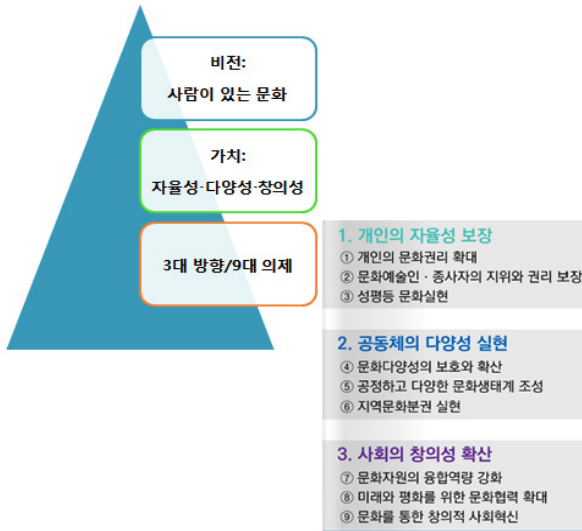 비전:
사람이 있는 문화
가치:
자율성·다양성·창의성
3대 방향/9대 의제
1. 개인의 자율성 보장
① 개인의 문화권리 확대
② 문화예술인 · 종사자의 지위와 권리 보장
③ 성평등 문화실현
2. 공동체의 다양성 실현
④ 문화다양성의 보호와 확산
⑤ 공정하고 다양한 문화생태계 조성
⑥ 지역문화분권 실현
3. 사회의 창의성 확산
⑦ 문화자원의 융합역량 강화
⑧ 미래와 평화를 위한 문화협력 확대
⑨ 문화를 통한 창의적 사회혁신